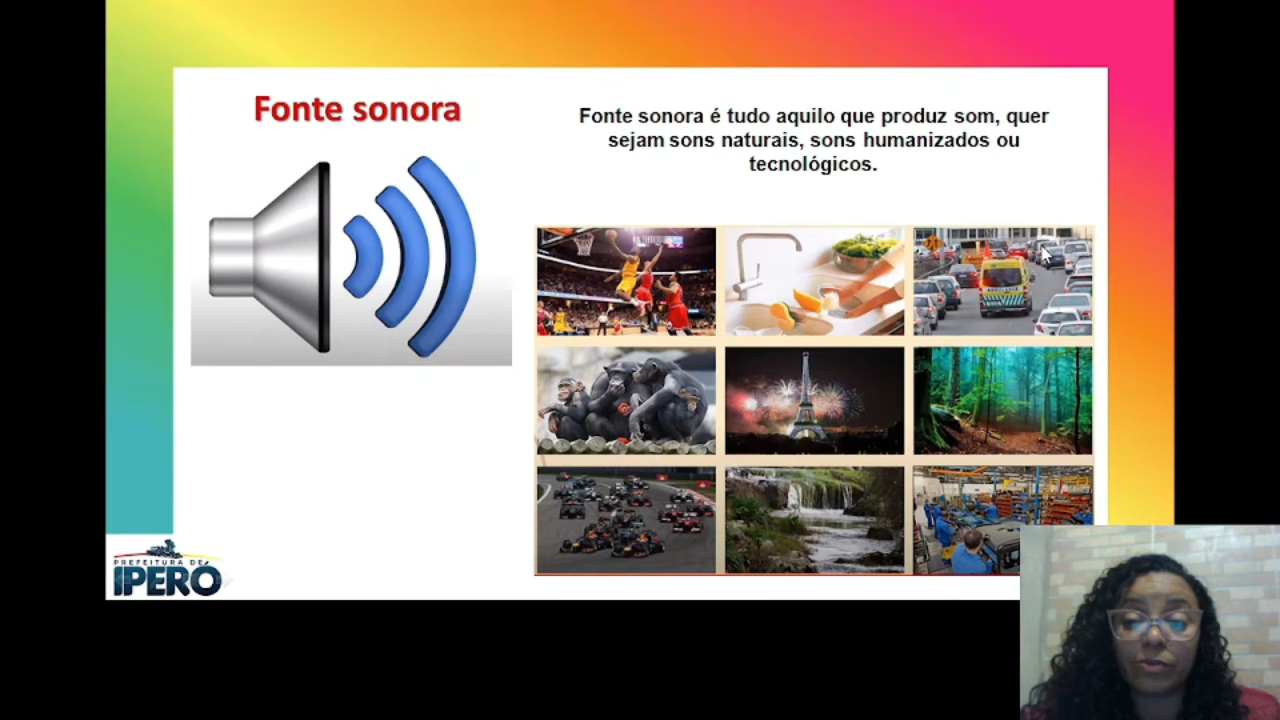 Fonte sonora
Fonte sonora é tudo aquilo que produz som, quer
sejam sons naturais, sons humanizados ou
tecnológicos.
PREFEITURA DE
IPERÓ